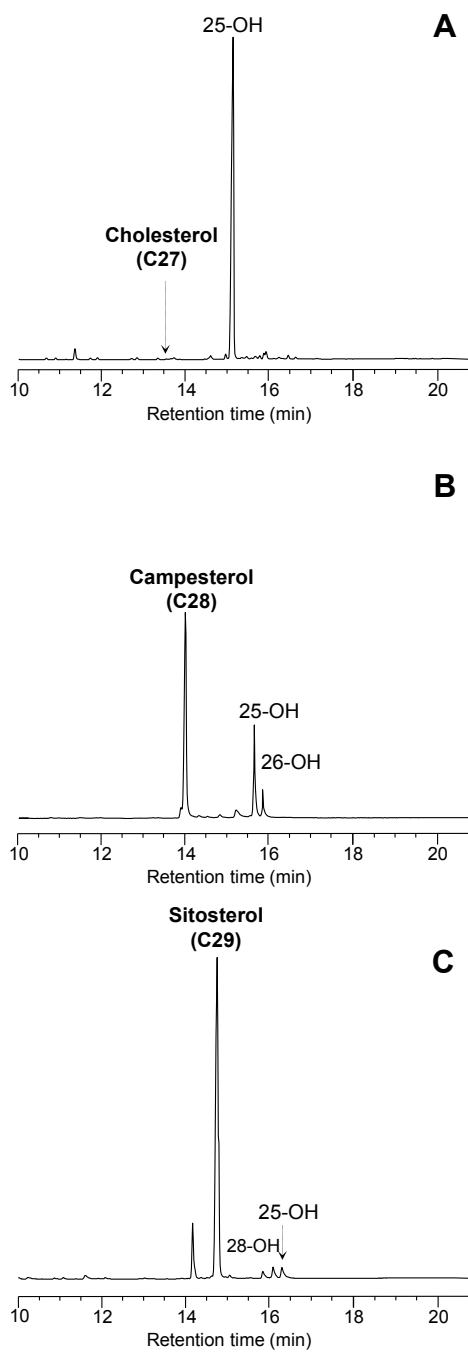 25-OH
A
Cholesterol
(C27)
10 12 14 16 18 20
Retention time (min)
B
Campesterol
(C28)
25-OH
26-OH
10 12 14 16 18 20
Retention time (min)
Sitosterol
(C29)
C
25-OH
28-OH
10 12 14 16 18 20
Retention time (min)